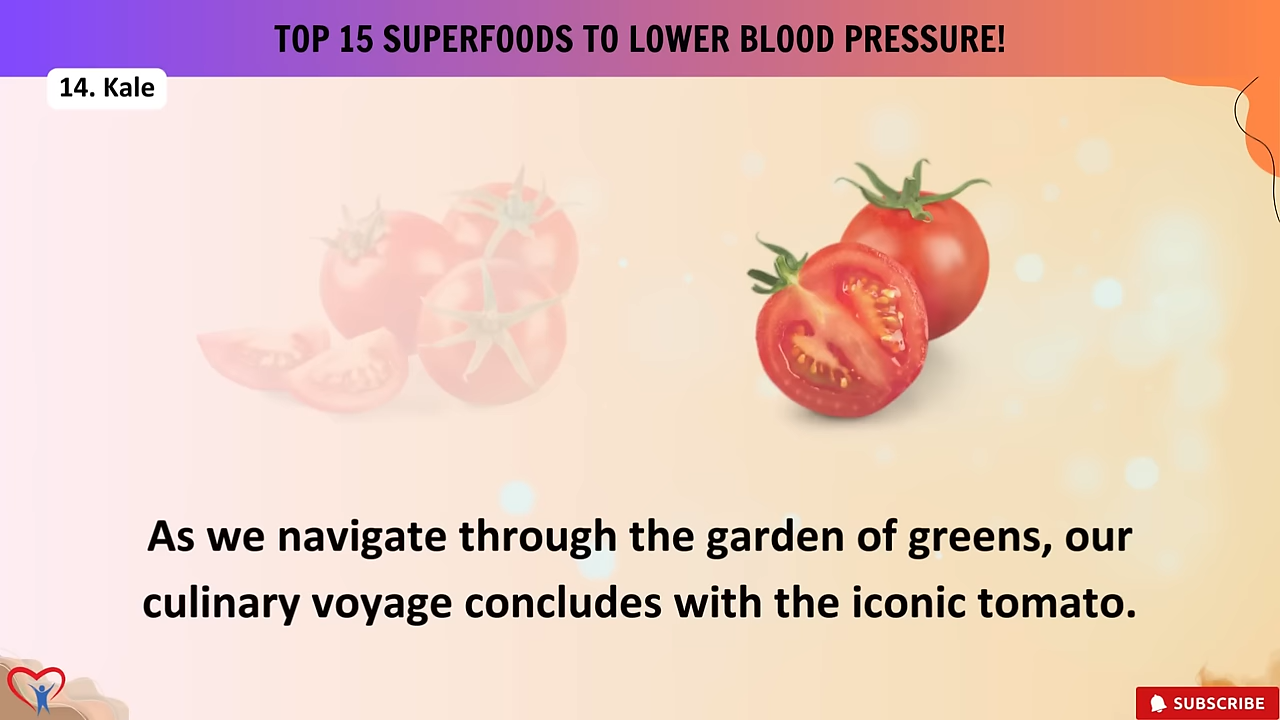 TOP 15 SUPERFOODS TO LOWER BLOOD PRESSURE!
14. Kale
As we navigate through the garden of greens, our
culinary voyage concludes with the iconic tomato.
SUBSCRIBE